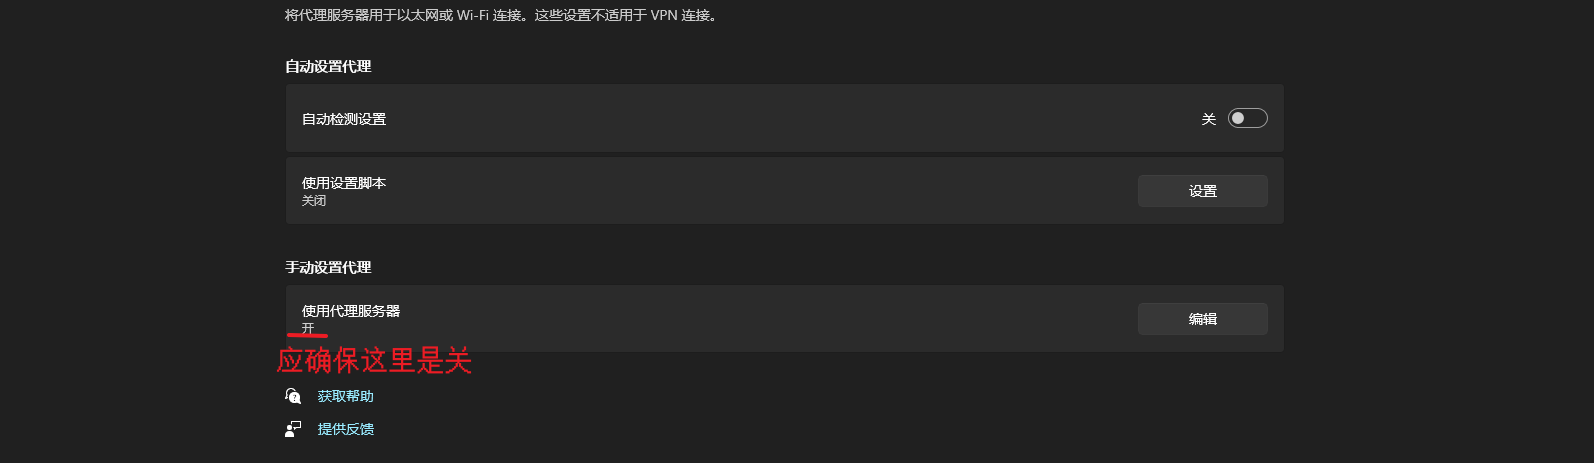 将代理服务器用于以太网或 Wi-Fi 连接。这些设置不适用于 VPN 连接。
自动设置代理
自动检测设置
关
使用设置脚本
关闭
设置
手动设置代理
使用代理服务器
开
编辑
应确保这里是关
获取帮助
提供反馈